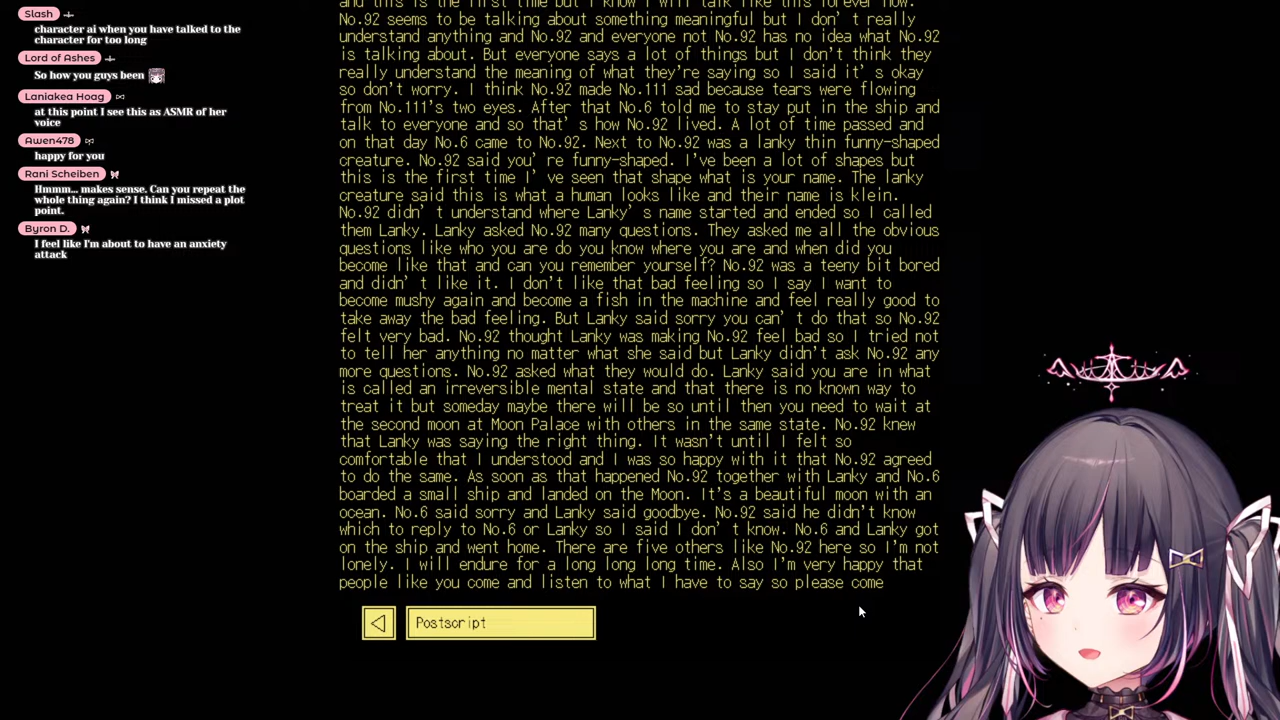 Slash
character ai when you have talked to the
character for too long
Lord of Ashes
So how you guys been
Laniakea Hoag
at this point I see this as ASMR of her
voice
Awen478
happy for you
Rani Scheiben
Hmmm... makes sense. Can you repeat the
whole thing again? I think I missed a plot
point.
Byron D.
I feel like I'm about to have an anxiety
attack
and this is the first time but I know I will talk like this forever now.
No.92 seems to be talking about something meaningful but I don' t really
understand anything and No.92 and everyone not No.92 has no idea what No.92
is talking about. But everyone says a lot of things but I don't think they
really understand the meaning of what they're saying so I said it' s okay
so don't worry. I think No.92 made No.111 sad because tears were flowing
from No.111's two eyes. After that No.6 told me to stay put in the ship and
talk to everyone and so that' s how No.92 lived. A lot of time passed and
on that day No.6 came to No.92. Next to No.92 was a lanky thin funny-shaped
creature. No.92 said you' re funny-shaped. I've been a lot of shapes but
this is the first time I' ve seen that shape what is your name. The lanky
creature said this is what a human looks like and their name is klein.
No.92 didn' t understand where Lanky' s name started and ended so I called
them Lanky. Lanky asked No.92 many questions. They asked me all the obvious
questions like who you are do you know where you are and when did you
become like that and can you remember yourself? No.92 was a teeny bit bored
and didn' t like it. I don't like that bad feeling so I say I want to
become mushy again and become a fish in the machine and feel really good to
take away the bad feeling. But Lanky said sorry you can' t do that so No.92
felt very bad. No.92 thought Lanky was making No.92 feel bad so I tried not
to tell her anything no matter what she said but Lanky didn't ask No.92 any
more questions. No.92 asked what they would do. Lanky said you are in what
is called an irreversible mental state and that there is no known way to
treat it but someday maybe there will be so until then you need to wait at
the second moon at Moon Palace with others in the same state. No.92 knew
that Lanky was saying the right thing. It wasn't until I felt so
comfortable that I understood and I was so happy with it that No.92 agreed
to do the same. As soon as that happened No.92 together with Lanky and No.6
boarded a small ship and landed on the Moon. It's a beautiful moon with an
ocean. No.6 said sorry and Lanky said goodbye. No.92 said he didn't know
which to reply to No.6 or Lanky so I said I don' t know. No.6 and Lanky got
on the ship and went home. There are five others like No.92 here so I'm not
lonely. I will endure for a long long long time. Also I'm very happy that
people like you come and listen to what I have to say so please come
Postscript